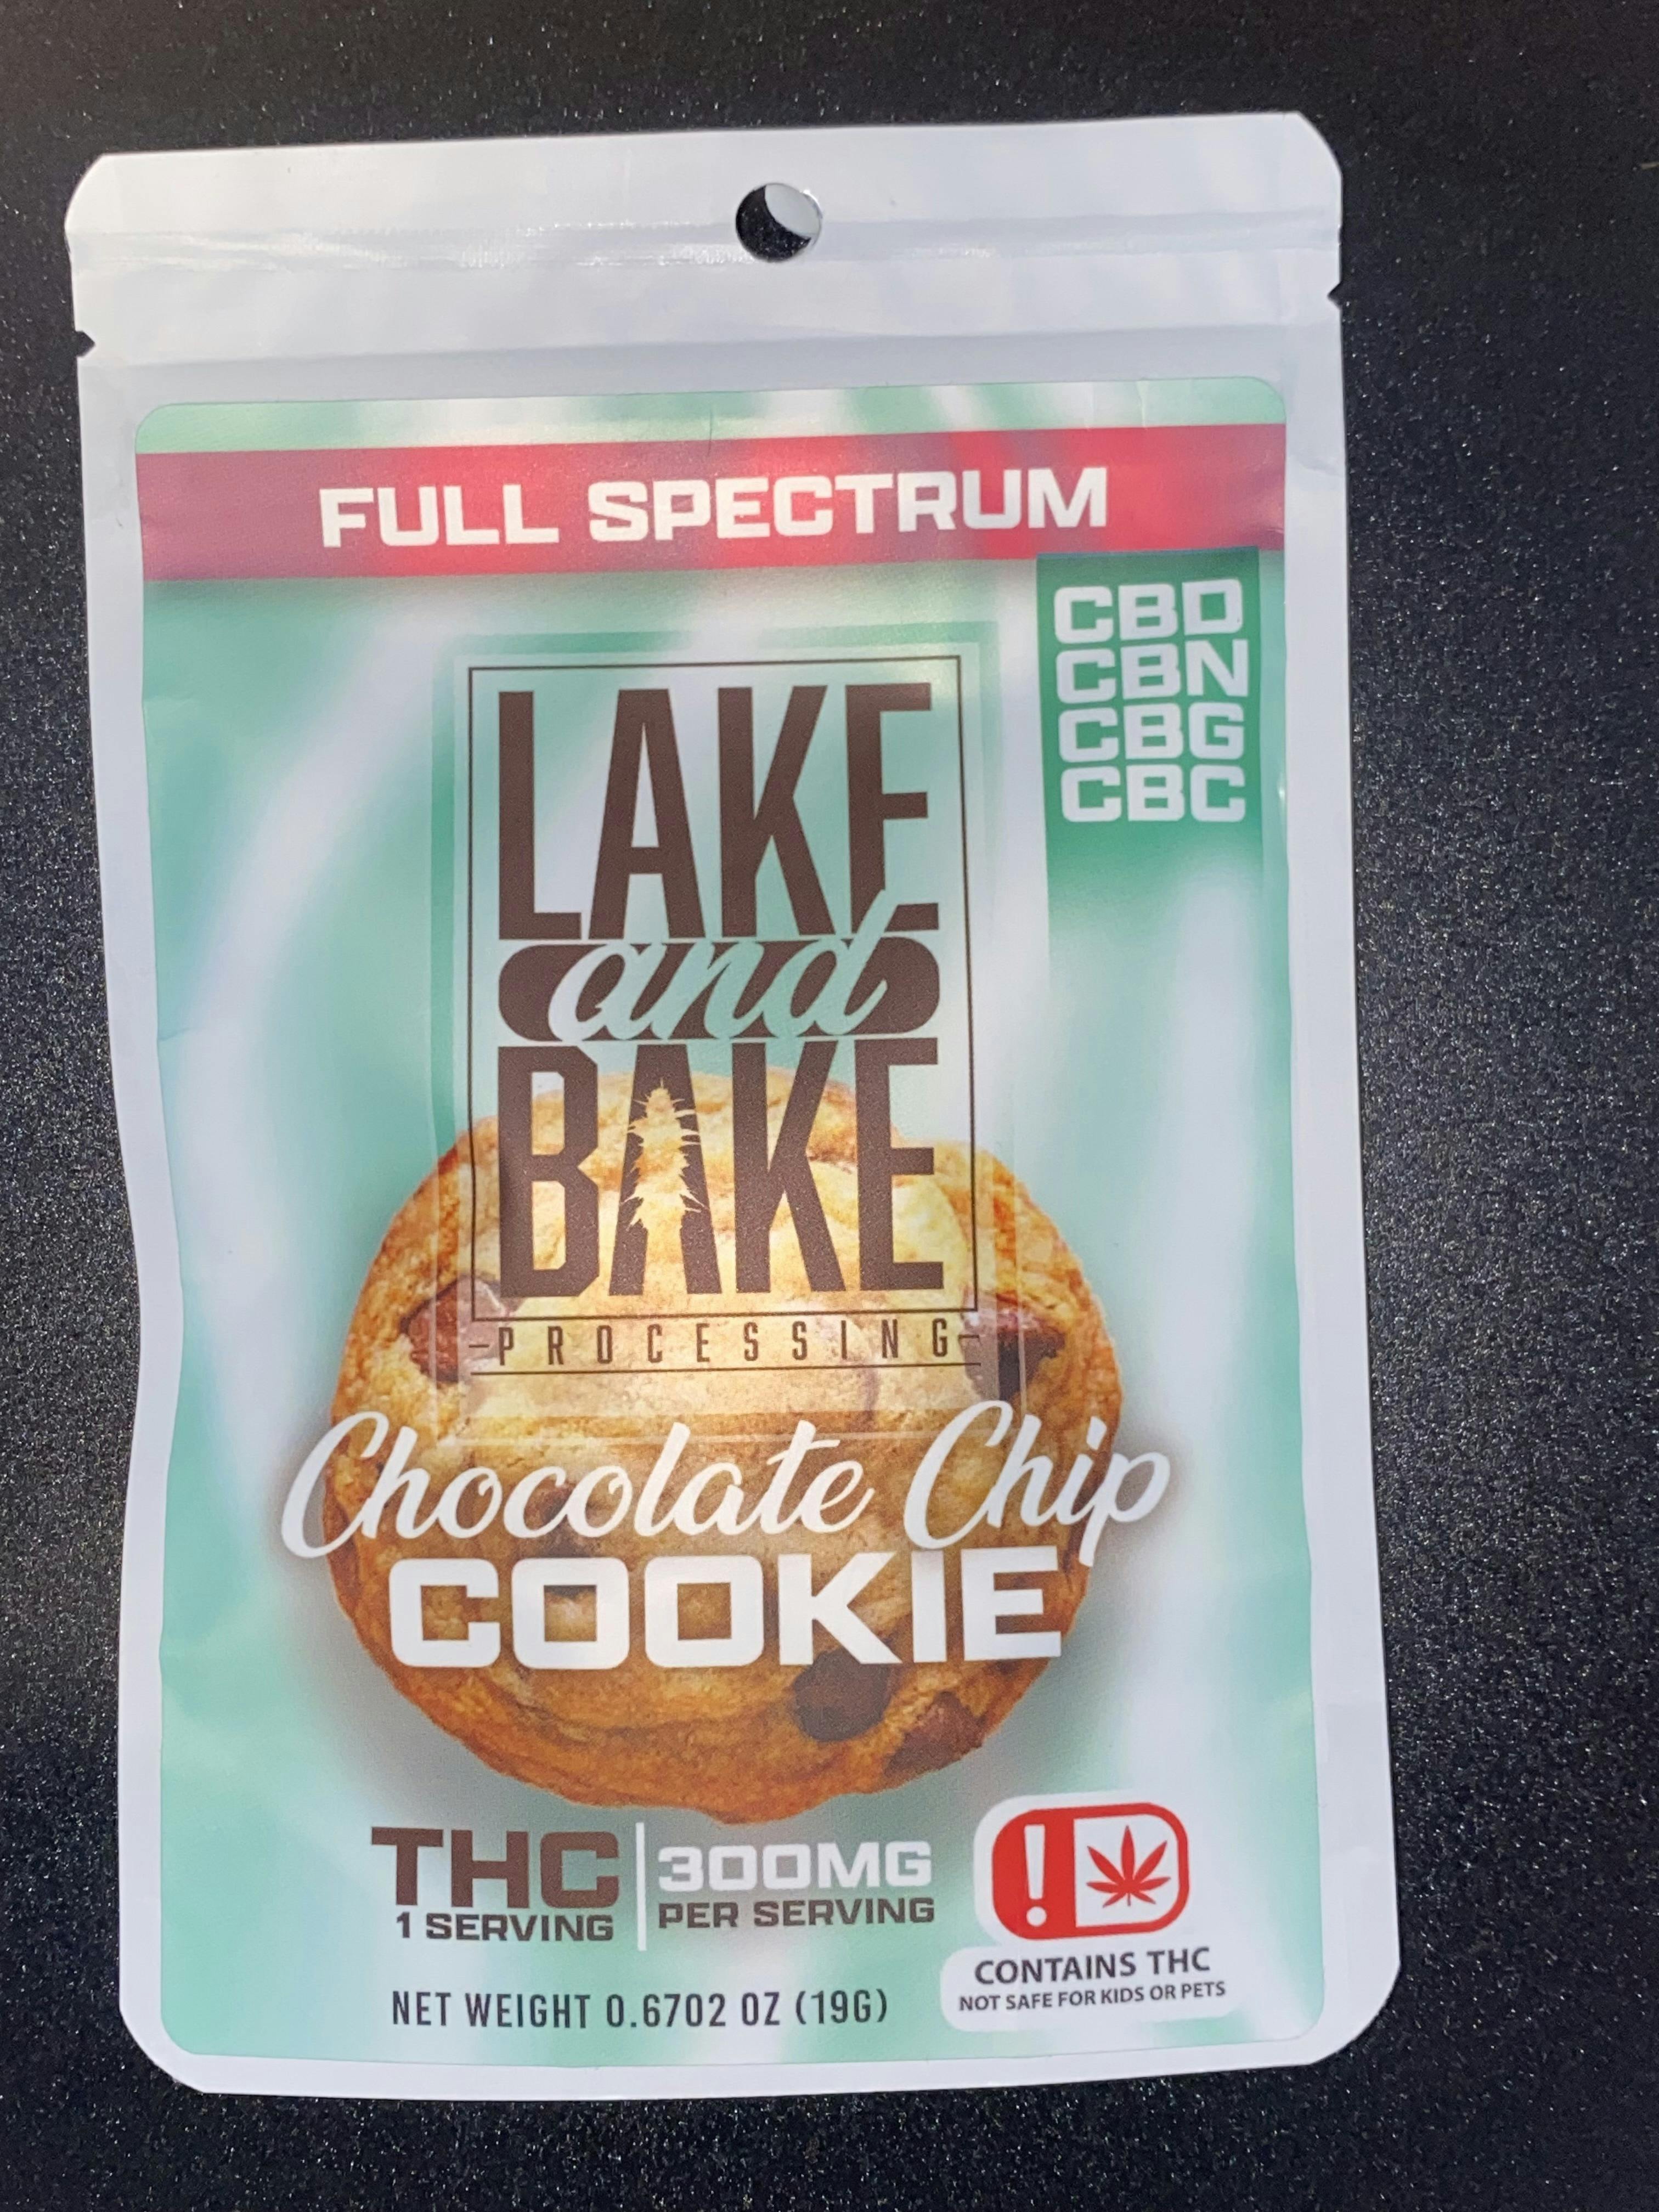 FULL SPECTRUM
CBD
CBN
CBG
CBC
LAKE
and
BAKE
PROCESSING
Chocolate Chip
COOKIE
THC
1 SERVING
300MG
PER SERVING
CONTAINS THC
NOT SAFE FOR KIDS OR PETS
NET WEIGHT 0.6702 OZ (19G)